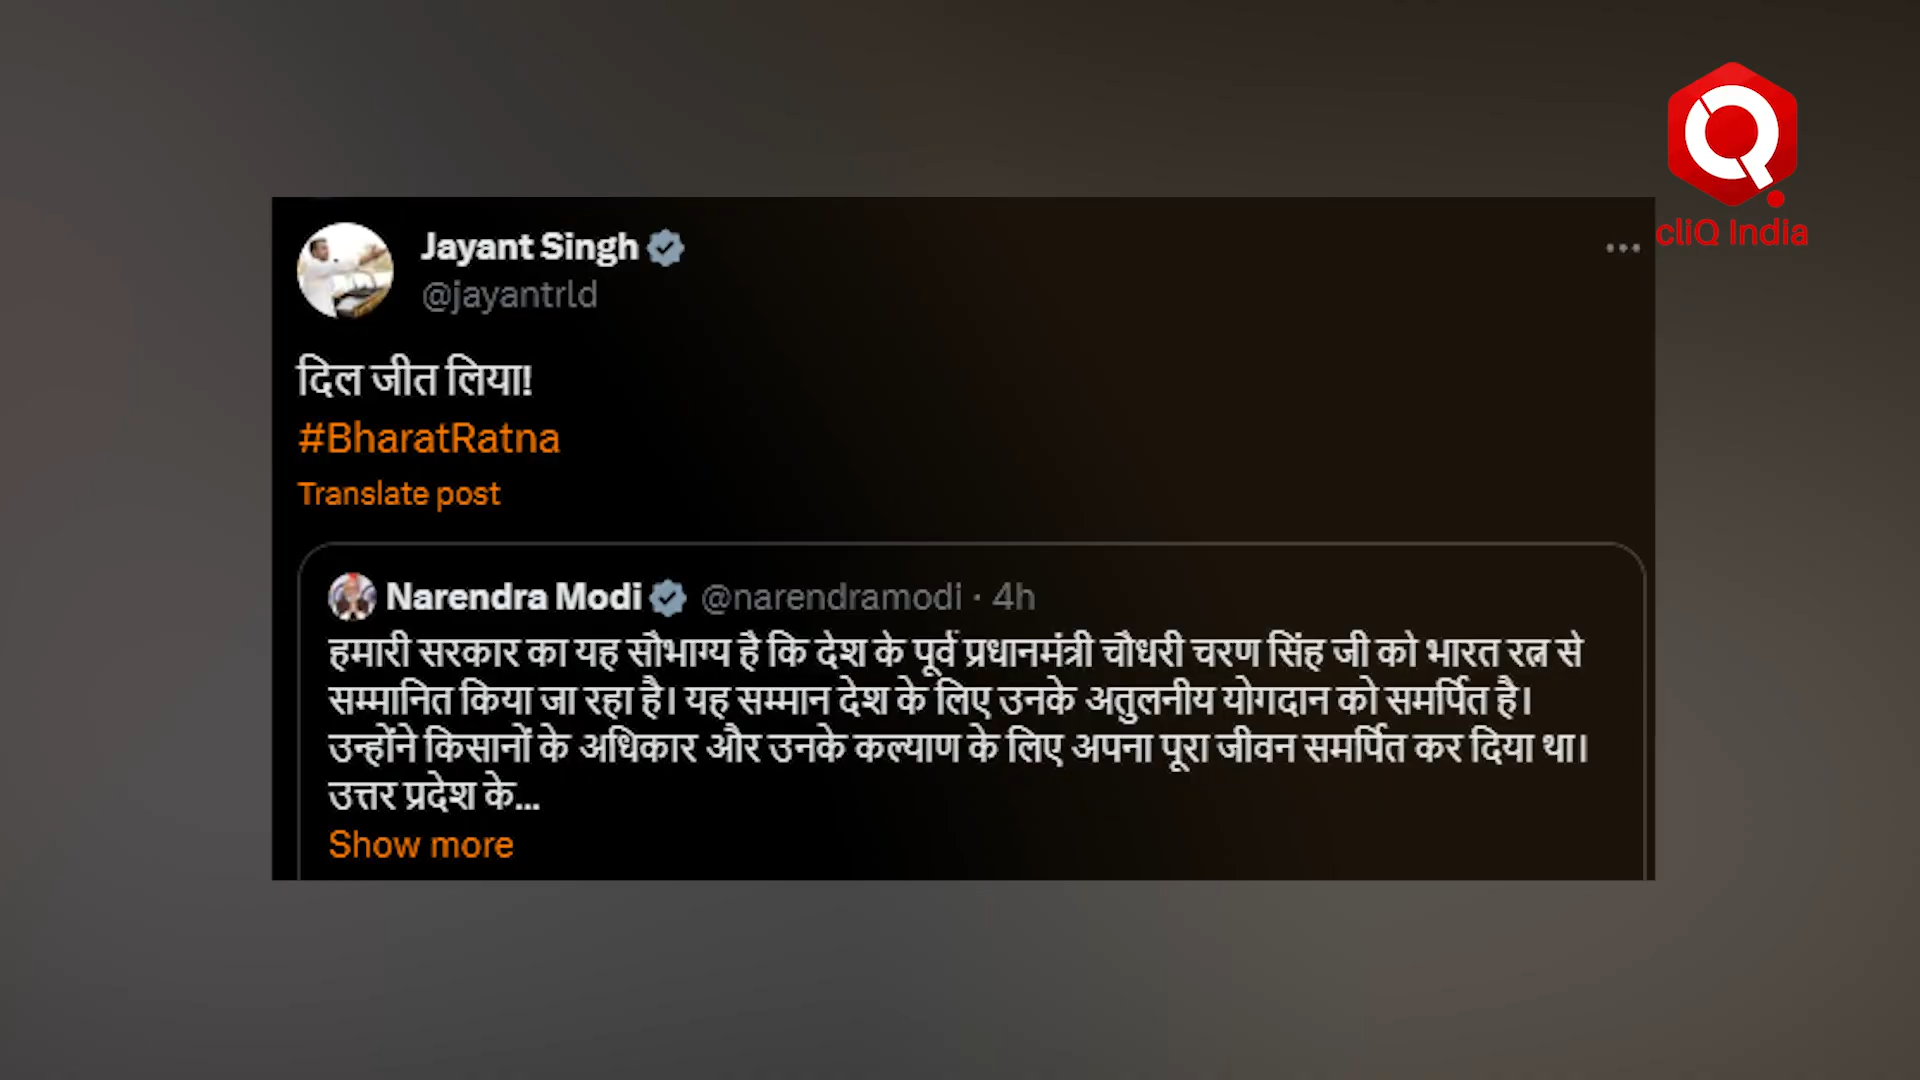 cliQ India
Jayant Singh
@jayantrld
दिल जीत लिया!
#BharatRatna
Translate post
Narendra Modi @narendramodi · 4h
हमारी सरकार का यह सौभाग्य है कि देश के पूर्व प्रधानमंत्री चौधरी चरण सिंह जी को भारत रत्न से
सम्मानित किया जा रहा है। यह सम्मान देश के लिए उनके अतुलनीय योगदान को समर्पित है।
उन्होंने किसानों के अधिकार और उनके कल्याण के लिए अपना पूरा जीवन समर्पित कर दिया था।
उत्तर प्रदेश के...
Show more